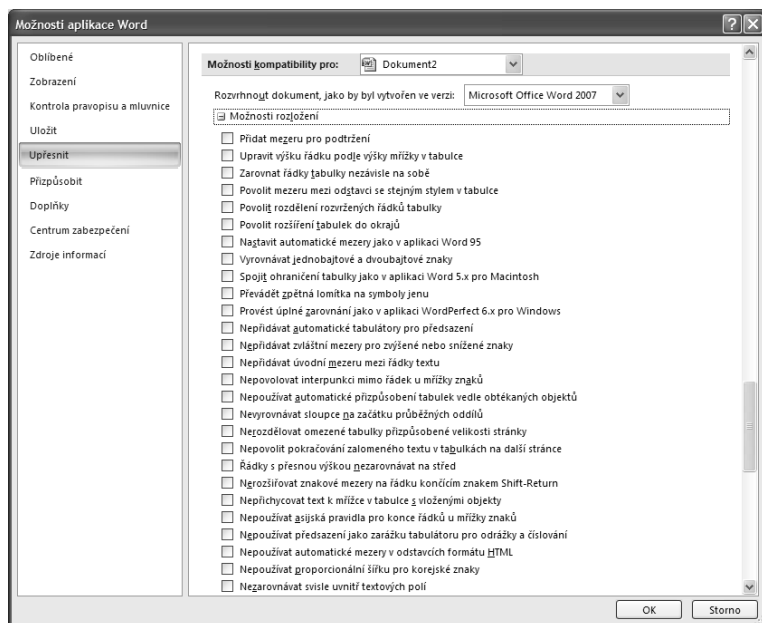 Možnosti aplikace Word
Oblíbené
Zobrazení
Kontrola pravopisu a mluvnice
Uložit
Upřesnit
Přizpůsobit
Doplňky
Centrum zabezpečení
Zdroje informací
Možnosti kompatibility pro: Dokument2
Rozvrhnout dokument, jako by byl vytvořen ve verzi: Microsoft Office Word 2007
Možnosti rozložení
Přidat mezeru pro podtržení
Upravit výšku řádku podle výšky mřížky v tabulce
Zarovnat řádky tabulky nezávisle na sobě
Povolit mezeru mezi odstavci se stejným stylem v tabulce
Povolit rozdělení rozvržených řádků tabulky
Povolit rozšíření tabulek do okrajů
Nastavit automatické mezery jako v aplikaci Word 95
Vyrovnávat jednobajtové a dvoubajtové znaky
Spojit ohraničení tabulky jako v aplikaci Word 5.x pro Macintosh
Převádět zpětná lomítka na symboly jenu
Provést úplné zarovnání jako v aplikaci WordPerfect 6.x pro Windows
Nepřidávat automatické tabulátory pro předsazení
Nepřidávat zvláštní mezery pro zvýšené nebo snížené znaky
Nepřidávat úvodní mezeru mezi řádky textu
Nepovolovat interpunkci mimo řádek u mřížky znaků
Nepoužívat automatické přizpůsobení tabulek vedle obtékaných objektů
Nevyrovnávat sloupce na začátku průběžných oddílů
Nerozdělovat omezené tabulky přizpůsobené velikosti stránky
Nepovolit pokračování zalomeného textu v tabulkách na další stránce
Řádky s přesnou výškou nezarovnávat na střed
Nerozšiřovat znakové mezery na řádku končícím znakem Shift-Return
Nepřichycovat text k mřížce v tabulce s vloženými objekty
Nepoužívat asijská pravidla pro konce řádků u mřížky znaků
Nepoužívat předsazení jako zarážku tabulátoru pro odrážky a číslování
Nepoužívat automatické mezery v odstavcích formátu HTML
Nepoužívat proporcionální šířku pro korejské znaky
Nezarovnávat svisle uvnitř textových polí
OK Storno